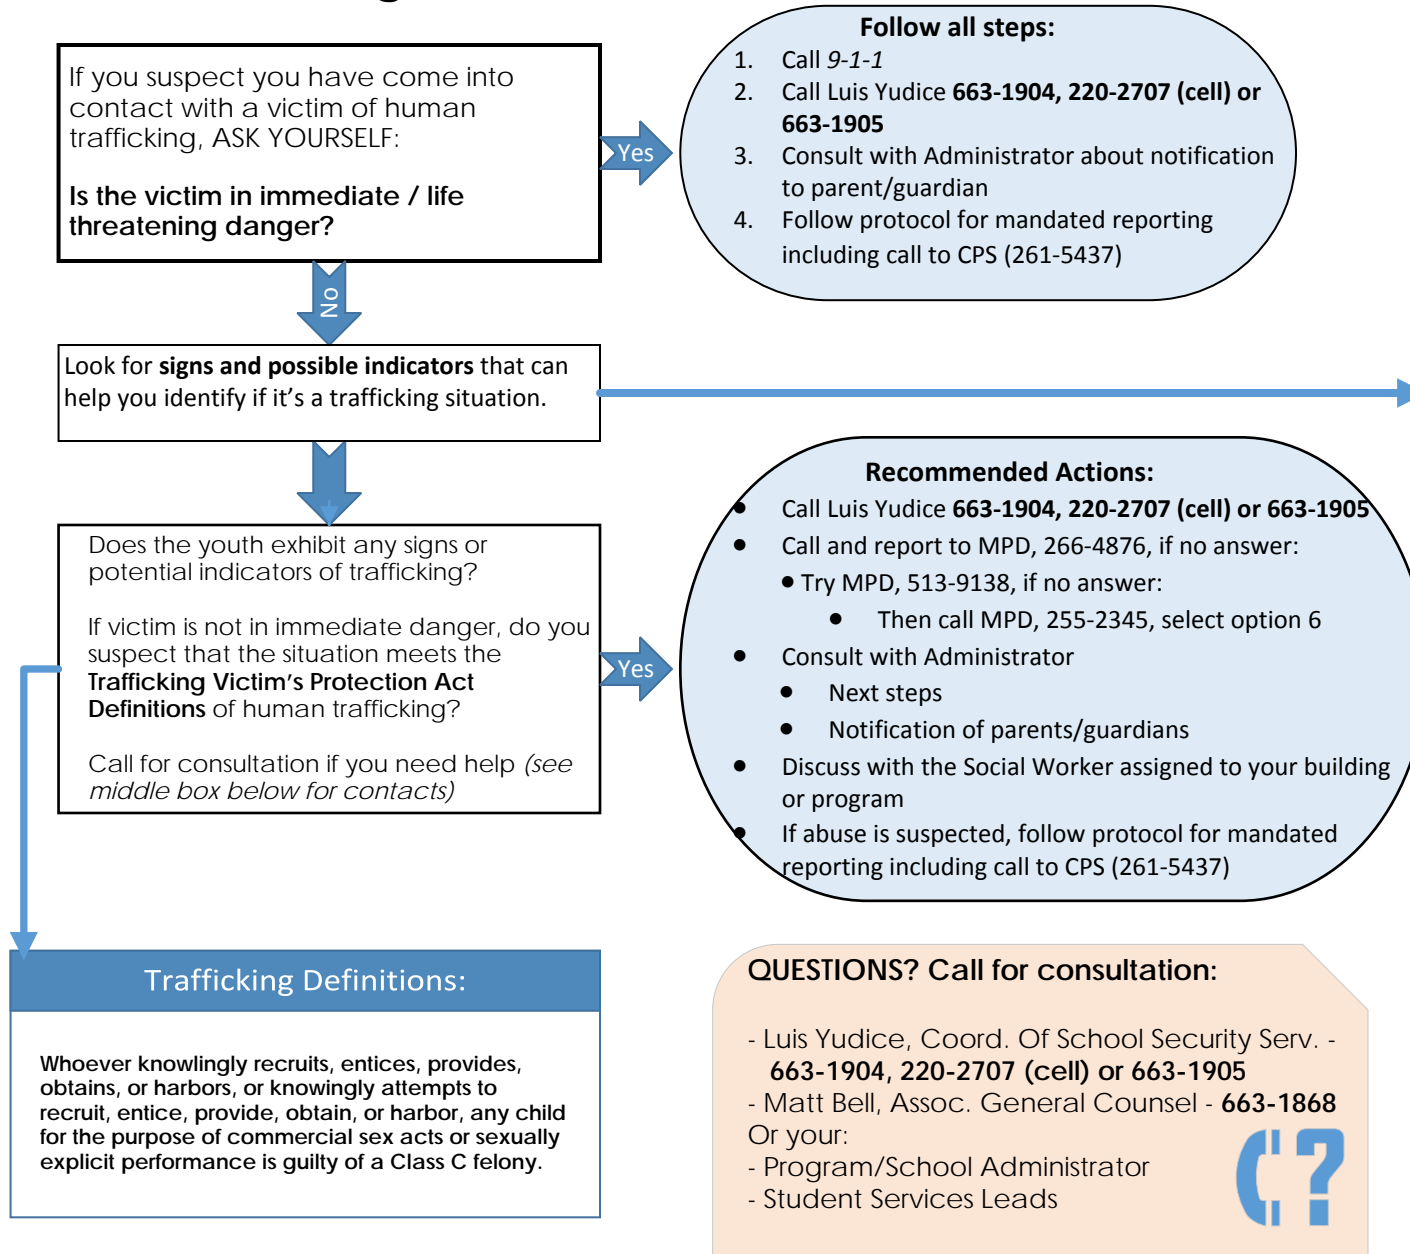 If you suspect you have come into
contact with a victim of human
trafficking, ASK YOURSELF:
Is the victim in immediate / life
threatening danger?
Yes
Follow all steps:
1. Call 9-1-1
2. Call Luis Yudice 663-1904, 220-2707 (cell) or
663-1905
3. Consult with Administrator about notification
to parent/guardian
4. Follow protocol for mandated reporting
including call to CPS (261-5437)
No
Look for signs and possible indicators that can
help you identify if it's a trafficking situation.
Does the youth exhibit any signs or
potential indicators of trafficking?
If victim is not in immediate danger, do you
suspect that the situation meets the
Trafficking Victim's Protection Act
Definitions of human trafficking?
Call for consultation if you need help (see
middle box below for contacts)
Yes
Recommended Actions:
• Call Luis Yudice 663-1904, 220-2707 (cell) or 663-1905
• Call and report to MPD, 266-4876, if no answer:
• Try MPD, 513-9138, if no answer:
• Then call MPD, 255-2345, select option 6
• Consult with Administrator
• Next steps
• Notification of parents/guardians
• Discuss with the Social Worker assigned to your building
or program
• If abuse is suspected, follow protocol for mandated
reporting including call to CPS (261-5437)
Trafficking Definitions:
Whoever knowlingly recruits, entices, provides,
obtains, or harbors, or knowingly attempts to
recruit, entice, provide, obtain, or harbor, any child
for the purpose of commercial sex acts or sexually
explicit performance is guilty of a Class C felony.
QUESTIONS? Call for consultation:
- Luis Yudice, Coord. Of School Security Serv. -
663-1904, 220-2707 (cell) or 663-1905
- Matt Bell, Assoc. General Counsel - 663-1868
Or your:
- Program/School Administrator
- Student Services Leads
?